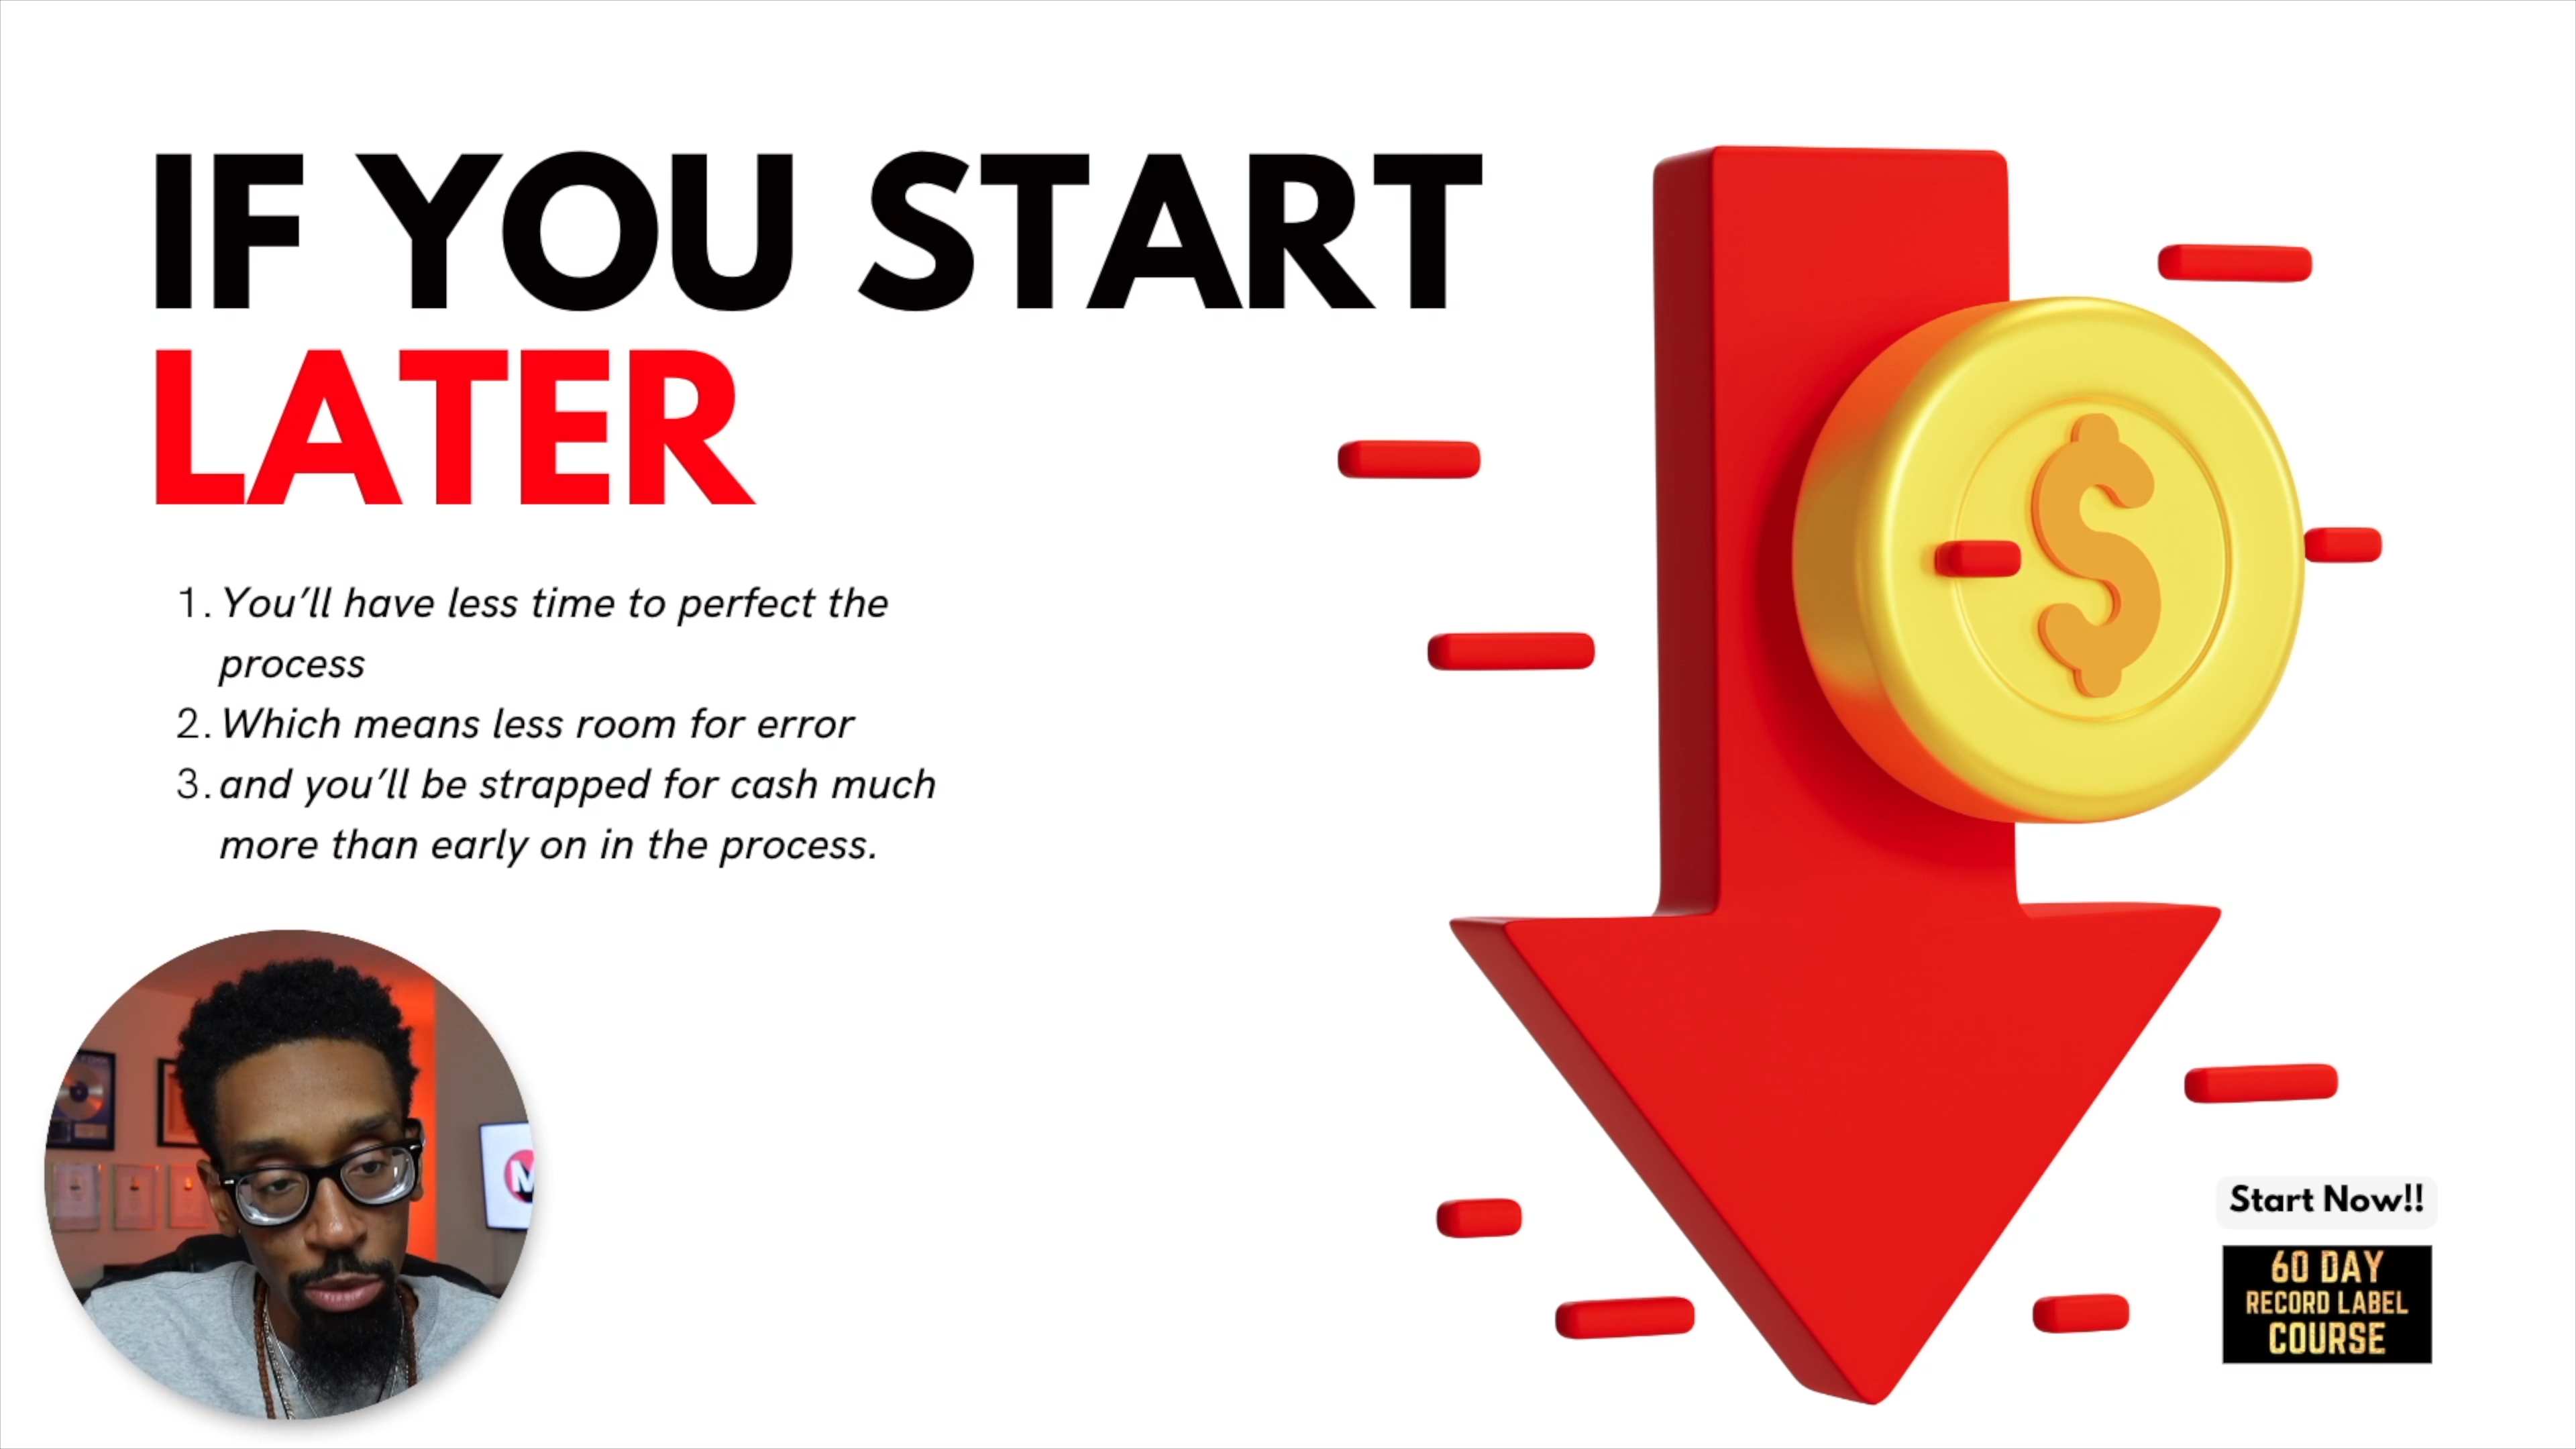 IF YOU START
LATER
1. You’ll have less time to perfect the
process
2. Which means less room for error
3. and you’ll be strapped for cash much
more than early on in the process.
Start Now!!
60 DAY
RECORD LABEL
COURSE